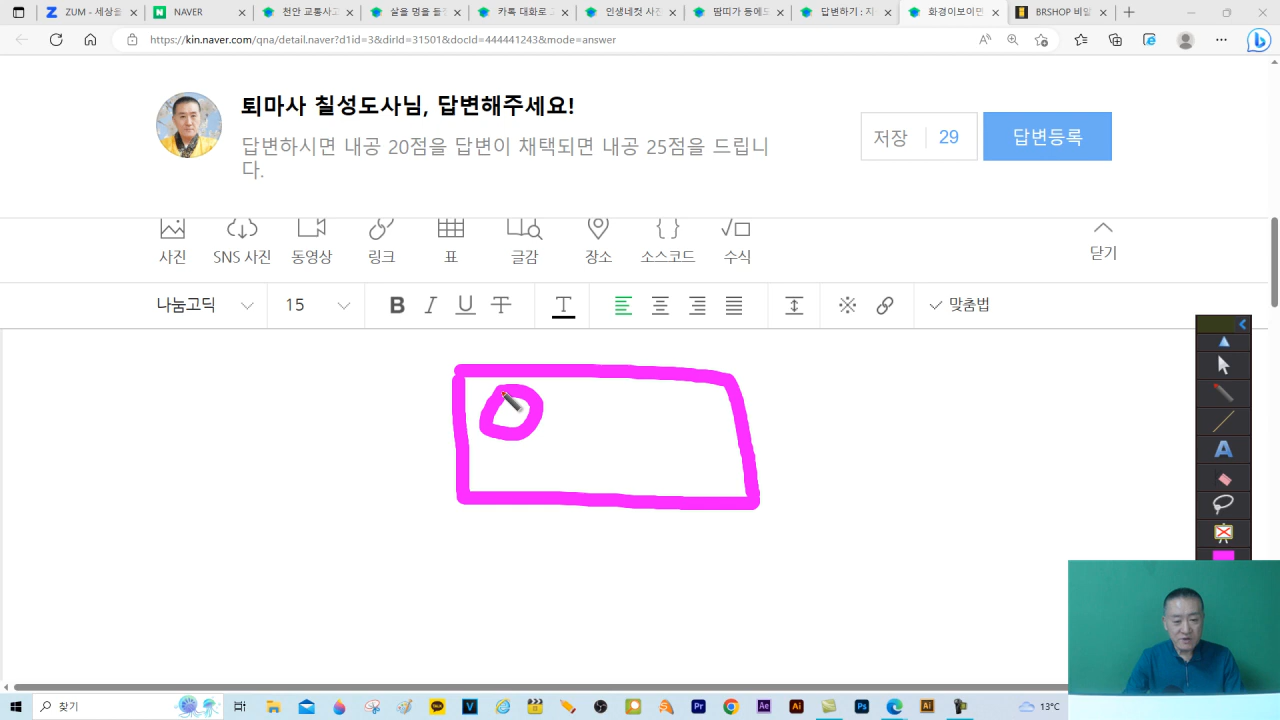 ZUM - 세상을
NAVER
천안 교통사고
살을 명을 들
카톡 대화로 고
인생네컷 사진
땀띠가 둥에도
답변하기 : 지
화경이보이면
BRSHOP 비밀
https://kin.naver.com/qna/detail.naver?d1id=3&dirId=31501&docId=444441243&mode=answer
퇴마사 칠성도사님, 답변해주세요!
답변하시면 내공 20점을 답변이 채택되면 내공 25점을 드립니
다.
저장 29
답변등록
사진 SNS 사진 동영상 링크 표 글감 장소 소스코드 수식 닫기
나눔고딕 15 B I U T T 맞춤법
찾기
13°C